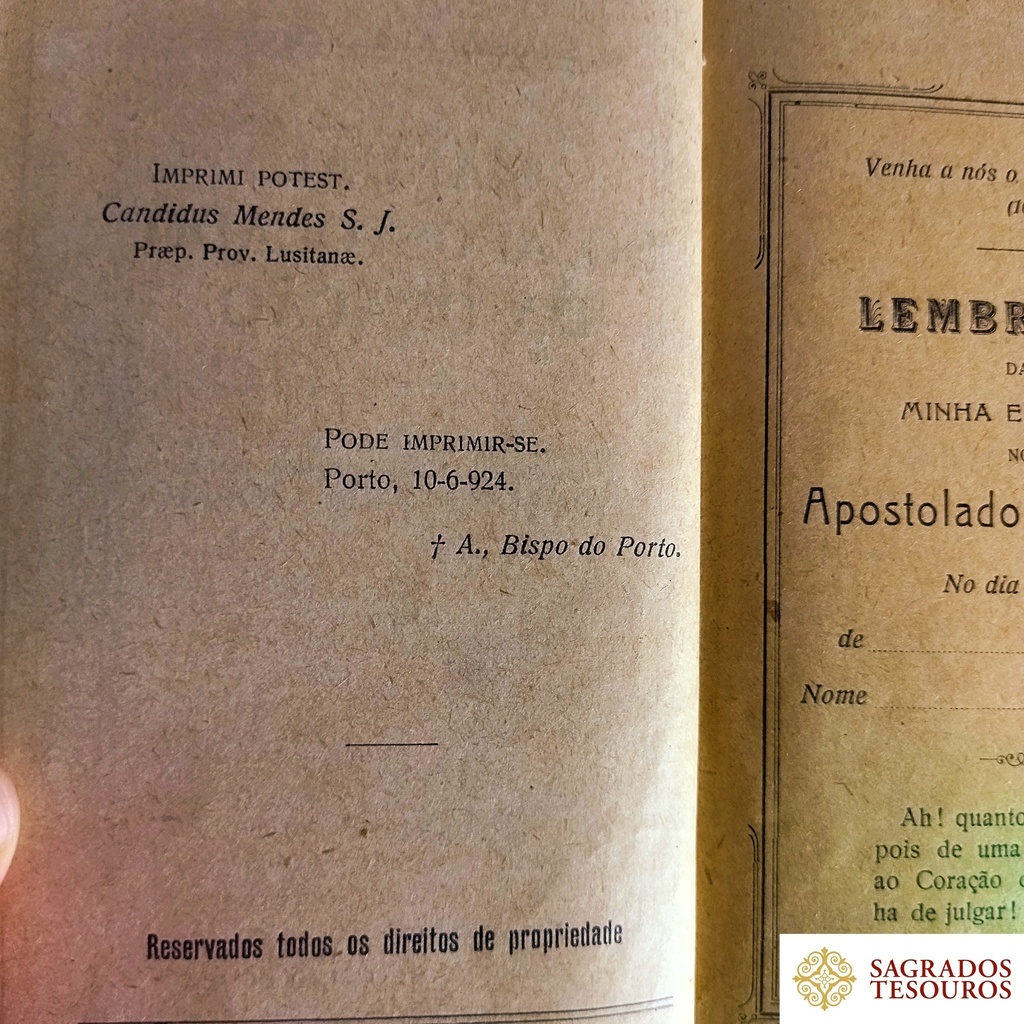 IMPRIMI POTEST.
Candidus Mendes S. J.
Præp. Prov. Lusitanæ.
PODE IMPRIMIR-SE.
Porto, 10-6-924.
† A., Bispo do Porto.
Reservados todos os direitos de propriedade
Venha a nós o
LEMBR
DA
MINHA E
NO
Apostolado
No dia
de
Nome
Ah! quanto
pois de uma
ao Coração
ha de julgar!
SAGRADOS
TESOUROS